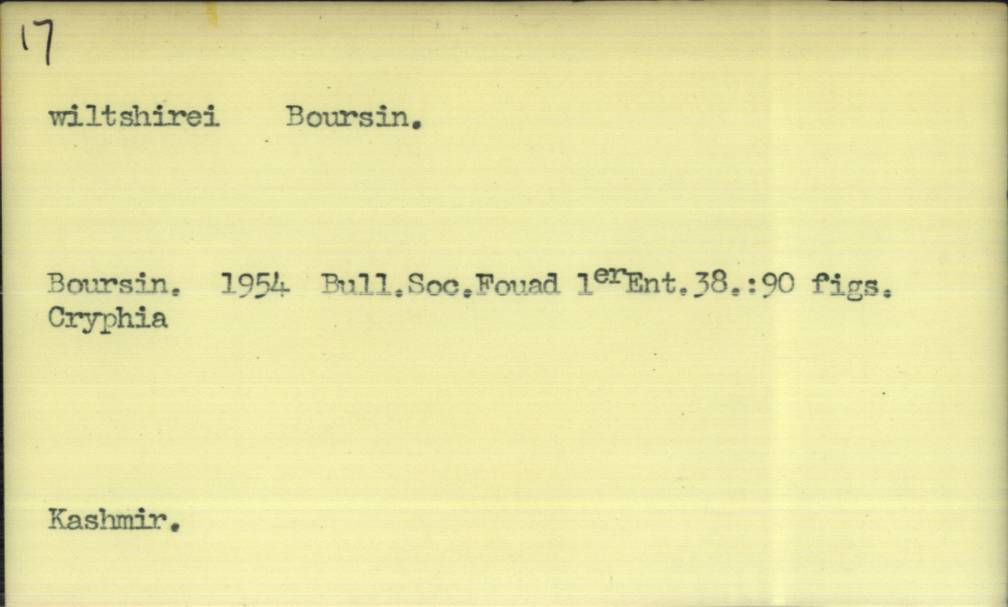 17
wiltshirei Boursin.
Boursin. 1954 Bull.Soc.Fouad 1erEnt.38.:90 figs.
Cryphia
Kashmir.